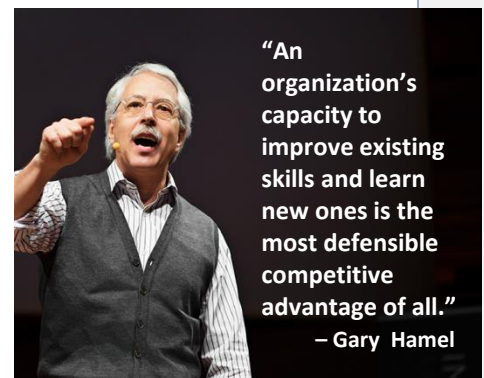 “An
organization’s
capacity to
improve existing
skills and learn
new ones is the
most defensible
competitive
advantage of all.”
– Gary Hamel